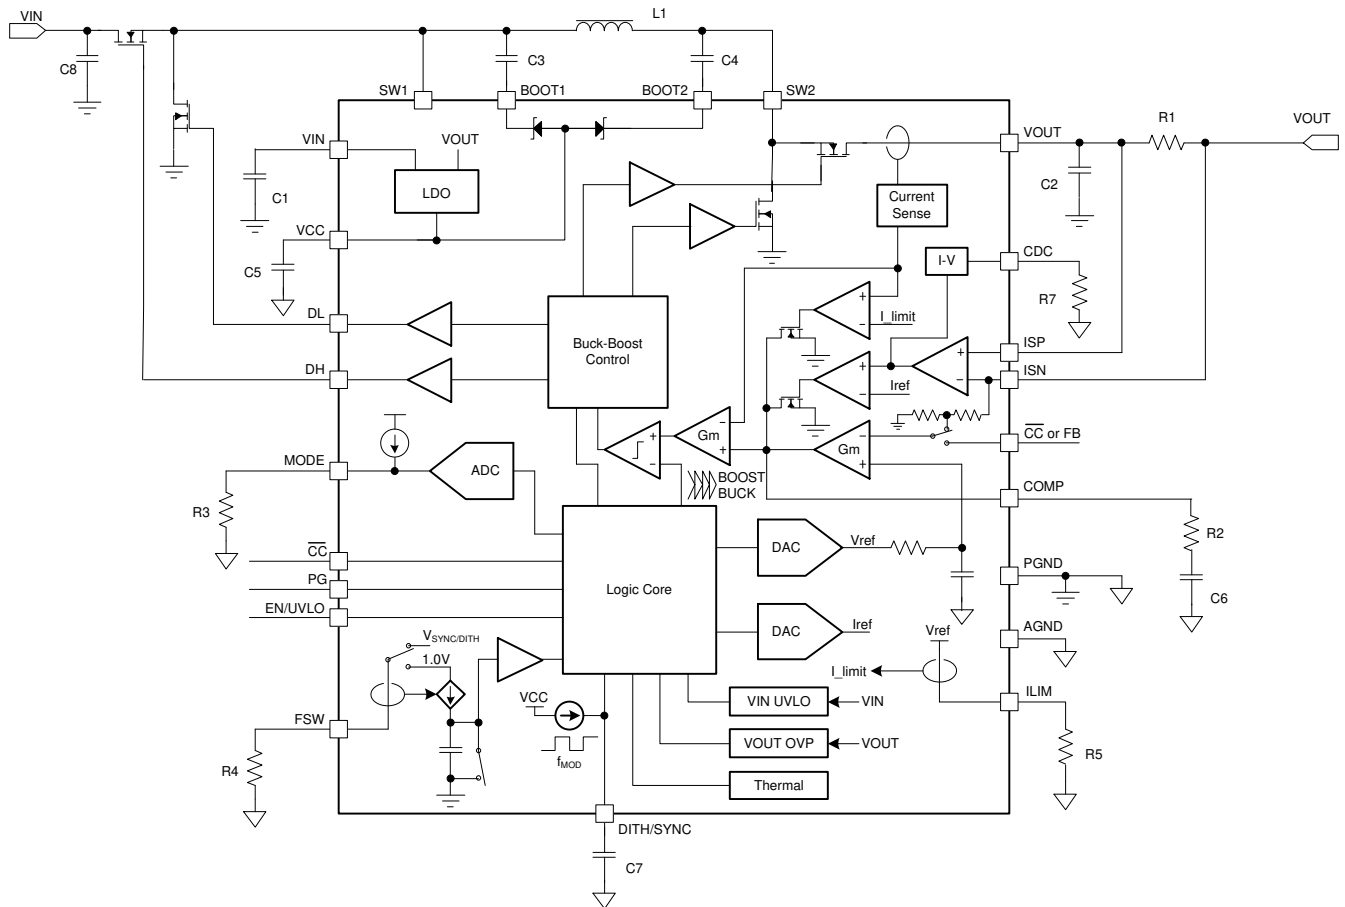 VIN
L1
C8
C3
C4
SW1
BOOT1
BOOT2
SW2
VIN
VOUT
VOUT
R1
VOUT
LDO
C1
C2
Current
Sense
VCC
C5
I-V
CDC
R7
DL
Buck-Boost
Control
+
−
I_limit
ISP
DH
+
−
Iref
+
−
ISN
MODE
ADC
+
−
Gm
−
+
Gm
−
+
CC or FB
BOOST
BUCK
COMP
R3
R2
CC
Logic Core
DAC
Vref
PG
PGND
C6
EN/UVLO
DAC
Iref
AGND
VSYNC/DITH
1.0V
Vref
I_limit
FSW
VCC
fMOD
VIN UVLO
VIN
ILIM
VOUT OVP
VOUT
R4
R5
Thermal
DITH/SYNC
C7